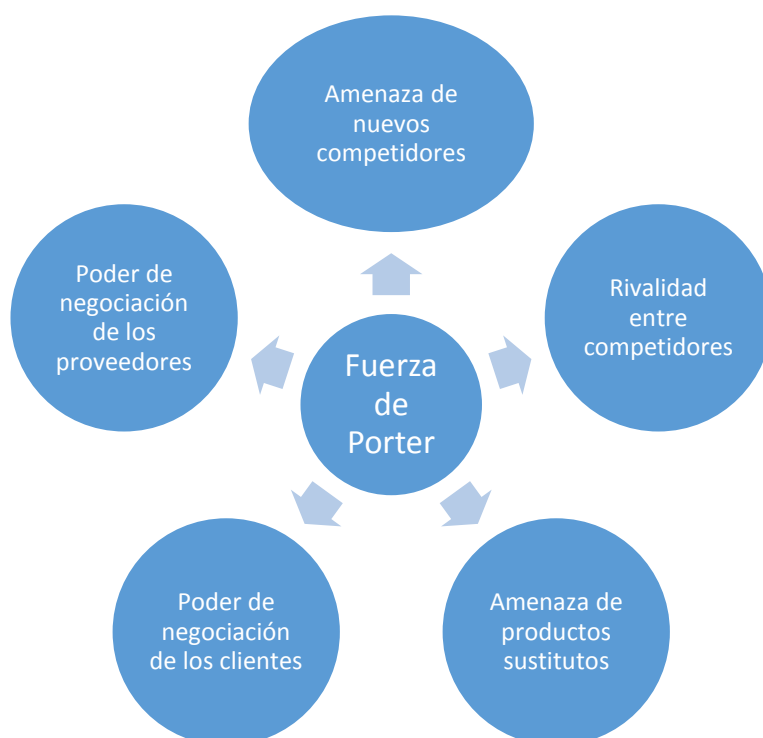 Amenaza de
nuevos
competidores
Poder de
negociación
de los
proveedores
Rivalidad
entre
competidores
Fuerza
de
Porter
Poder de
negociación
de los clientes
Amenaza de
productos
sustitutos